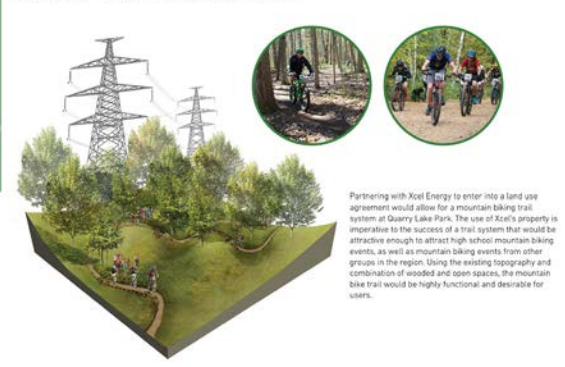 Partnering with Xcel Energy to enter into a land use
agreement would allow for a mountain biking trail
system at Quarry Lake Park. The use of Xcel's property is
imperative to the success of a trail system that would be
attractive enough to attract high school mountain biking
events, as well as mountain biking events from other
groups in the region. Using the existing topography and
combination of wooded and open spaces, the mountain
bike trail would be highly functional and desirable for
users.